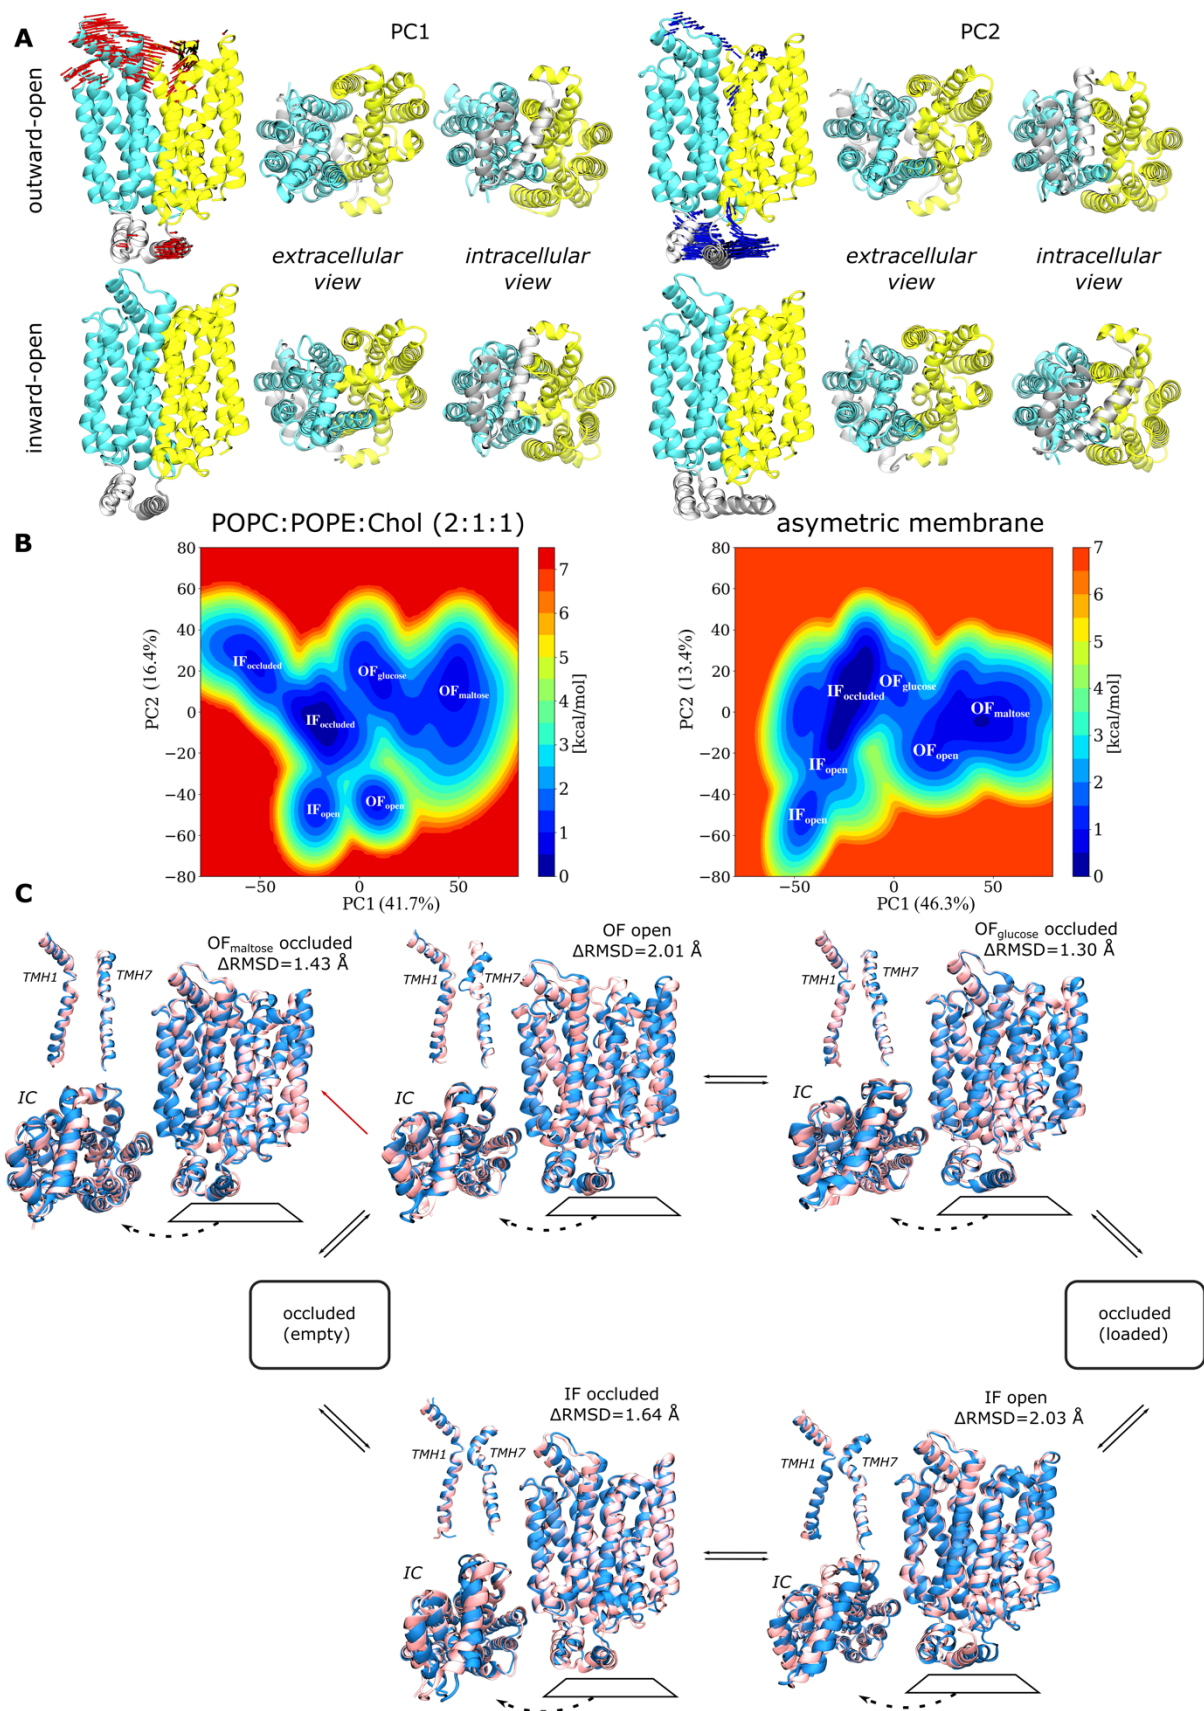 A
PC1
PC2
outward-open
extracellular
view
intracellular
view
extracellular
view
intracellular
view
inward-open
B
POPC:POPE:Chol (2:1:1)
asymetric membrane
80
60
40
20
0
−20
−40
−60
−80
PC2 (16.4%)
IFoccluded
OFglucose
OFmaltose
IFoccluded
IFopen
OFopen
−50
0
50
PC1 (41.7%)
7
6
5
4
3
2
1
0
[kcal/mol]
80
60
40
20
0
−20
−40
−60
−80
PC2 (13.4%)
IFoccluded
OFglucose
OFmaltose
OFopen
IFopen
IFopen
−50
0
50
PC1 (46.3%)
7
6
5
4
3
2
1
0
[kcal/mol]
C
OFmaltose occluded
ΔRMSD=1.43 Å
TMH1
TMH7
IC
OF open
ΔRMSD=2.01 Å
TMH1
TMH7
IC
OFglucose occluded
ΔRMSD=1.30 Å
TMH1
TMH7
IC
occluded
(empty)
occluded
(loaded)
IF occluded
ΔRMSD=1.64 Å
TMH1
TMH7
IC
IF open
ΔRMSD=2.03 Å
TMH1
TMH7
IC